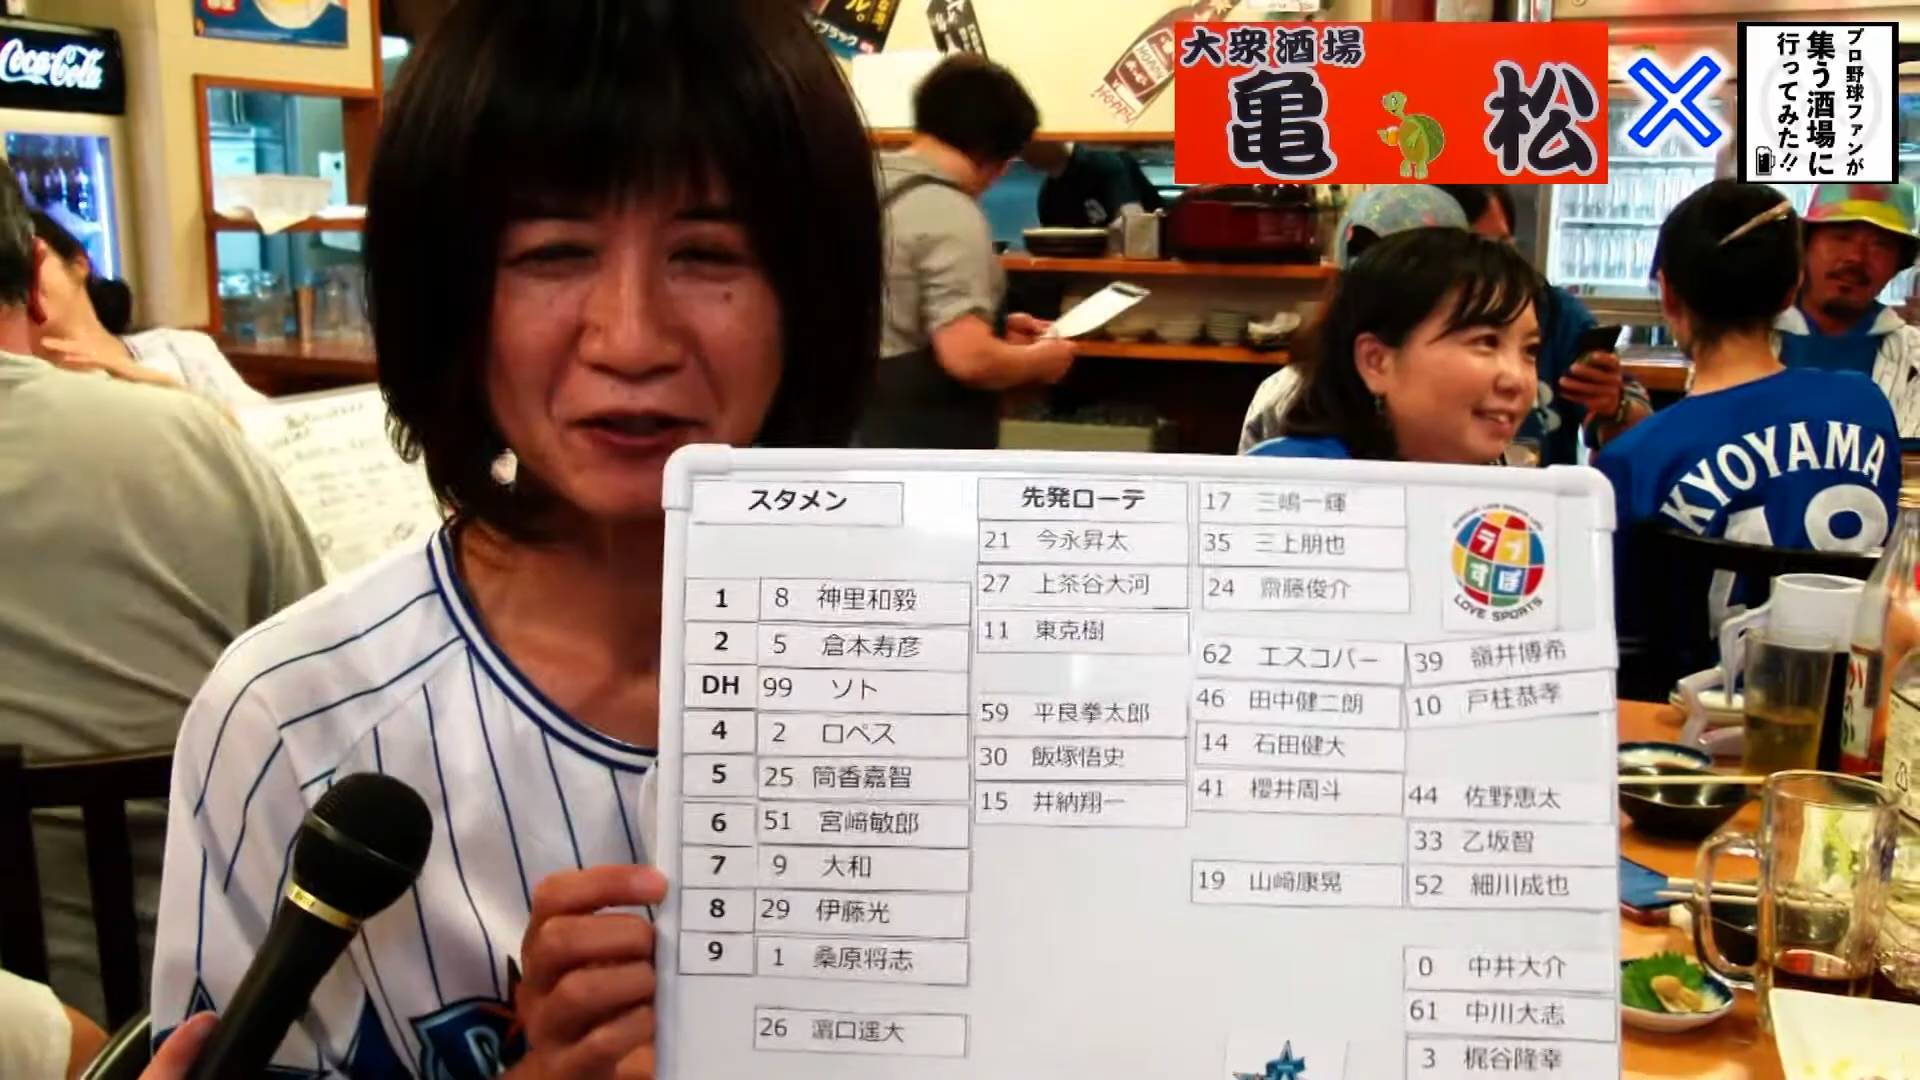 Coca-Cola
大衆酒場
亀松
×
プロ野球ファンが
集う酒場に
行ってみた!!
KYOYAMA
スタメン
1 8 神里和毅
2 5 倉本寿彦
DH 99 ソト
4 2 ロペス
5 25 筒香嘉智
6 51 宮﨑敏郎
7 9 大和
8 29 伊藤光
9 1 桑原将志
26 濵口遥大
先発ローテ
21 今永昇太
27 上茶谷大河
11 東克樹
59 平良拳太郎
30 飯塚悟史
15 井納翔一
17 三嶋一輝
35 三上朋也
24 齋藤俊介
62 エスコバー
46 田中健二朗
14 石田健大
41 櫻井周斗
19 山﨑康晃
ラブ
すぽ
LOVE SPORTS
39 嶺井博希
10 戸柱恭孝
44 佐野恵太
33 乙坂智
52 細川成也
0 中井大介
61 中川大志
3 梶谷隆幸